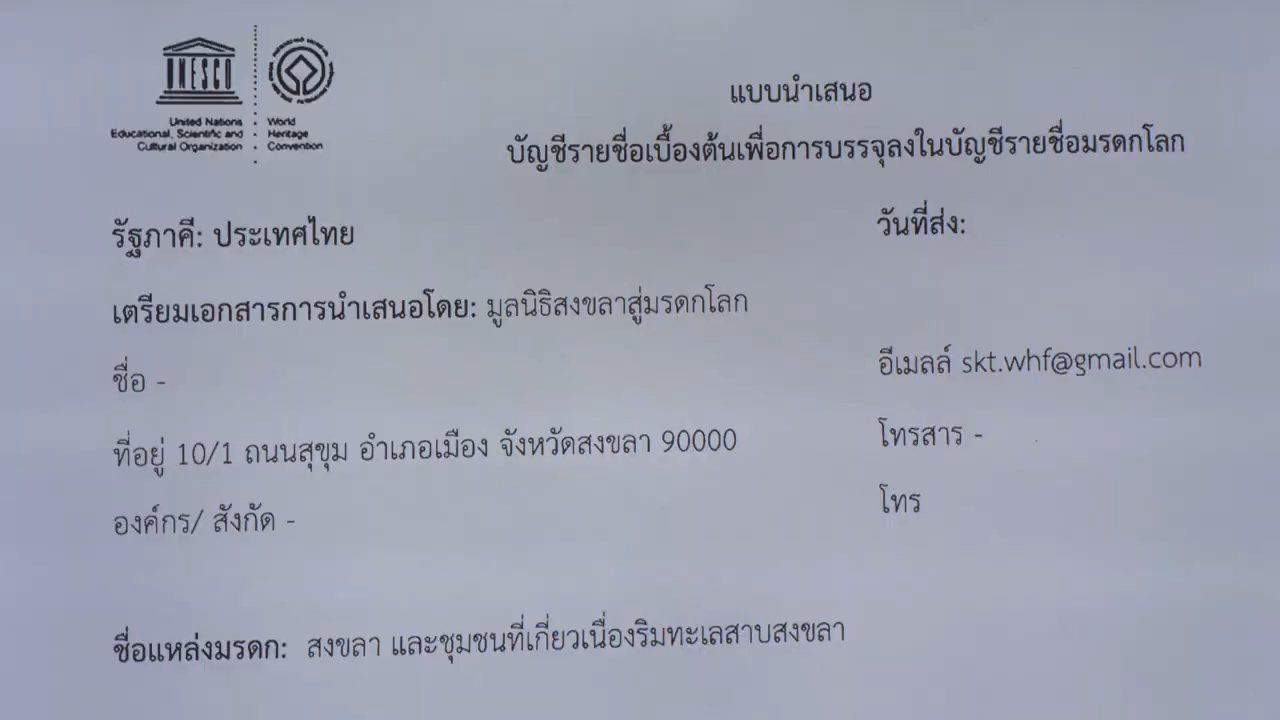 UNESCO
United Nations
Educational, Scientific and
Cultural Organization
World
Heritage
Convention
แบบนำเสนอ
บัญชีรายชื่อเบื้องต้นเพื่อการบรรจุลงในบัญชีรายชื่อมรดกโลก
รัฐภาคี: ประเทศไทย
วันที่ส่ง:
เตรียมเอกสารการนำเสนอโดย: มูลนิธิสงขลาสู่มรดกโลก
ชื่อ -
อีเมลล์ skt.whf@gmail.com
ที่อยู่ 10/1 ถนนสุขุม อำเภอเมือง จังหวัดสงขลา 90000
โทรสาร -
องค์กร/ สังกัด -
โทร
ชื่อแหล่งมรดก: สงขลา และชุมชนที่เกี่ยวเนื่องริมทะเลสาบสงขลา